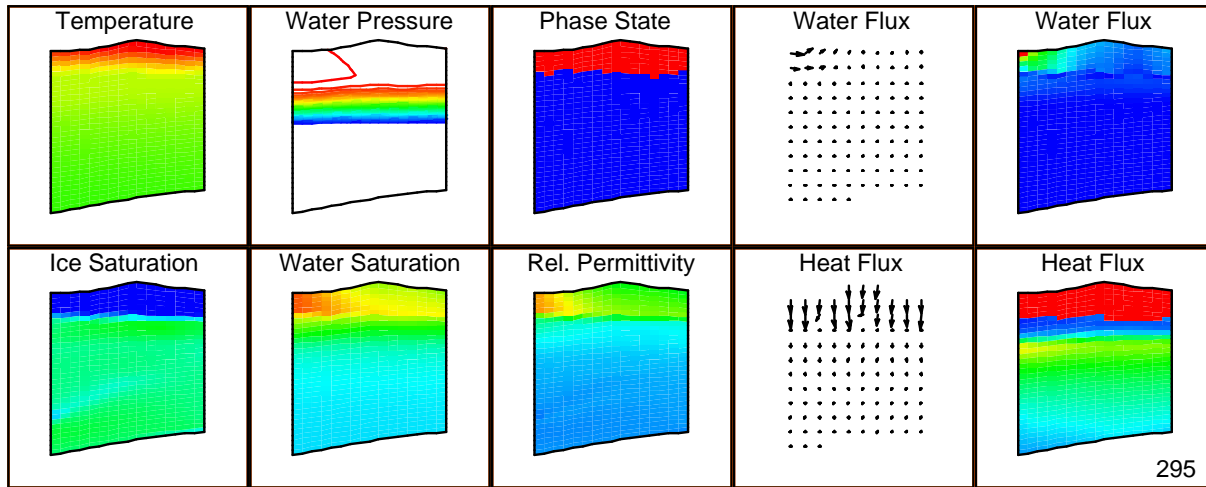 Temperature
Water Pressure
Phase State
Water Flux
Water Flux
Ice Saturation
Water Saturation
Rel. Permittivity
Heat Flux
Heat Flux
295